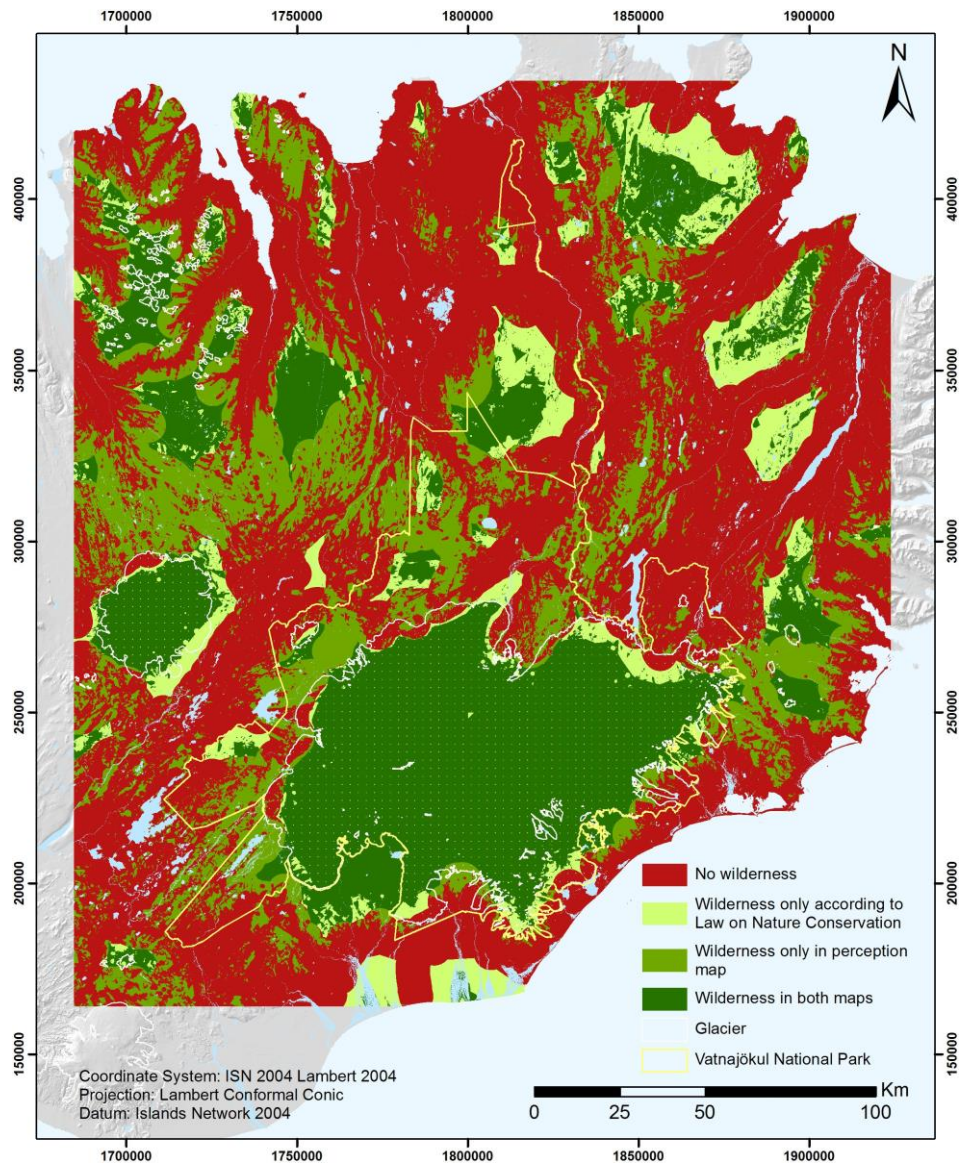 1700000 1750000 1800000 1850000 1900000
N
400000 400000
350000 350000
300000 300000
250000 250000
200000 200000
150000 150000
No wilderness
Wilderness only according to
Law on Nature Conservation
Wilderness only in perception
map
Wilderness in both maps
Glacier
Vatnajökul National Park
Coordinate System: ISN 2004 Lambert 2004
Projection: Lambert Conformal Conic
Datum: Islands Network 2004
Km
0 25 50 100
1700000 1750000 1800000 1850000 1900000